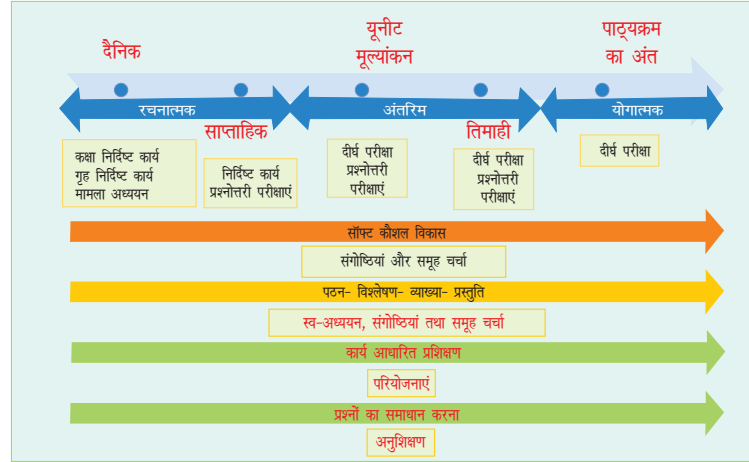 दैनिक
यूनीट
मूल्यांकन
पाठ्यक्रम
का अंत
रचनात्मक
अंतरिम
योगात्मक
साप्ताहिक
तिमाही
कक्षा निर्दिष्ट कार्य
गृह निर्दिष्ट कार्य
मामला अध्ययन
निर्दिष्ट कार्य
प्रश्नोत्तरी परीक्षाएं
दीर्घ परीक्षा
प्रश्नोत्तरी
परीक्षाएं
दीर्घ परीक्षा
प्रश्नोत्तरी
परीक्षाएं
दीर्घ परीक्षा
सॉफ्ट कौशल विकास
संगोष्ठियां और समूह चर्चा
पठन- विश्लेषण- व्याख्या- प्रस्तुति
स्व-अध्ययन, संगोष्ठियां तथा समूह चर्चा
कार्य आधारित प्रशिक्षण
परियोजनाएं
प्रश्नों का समाधान करना
अनुशिक्षण